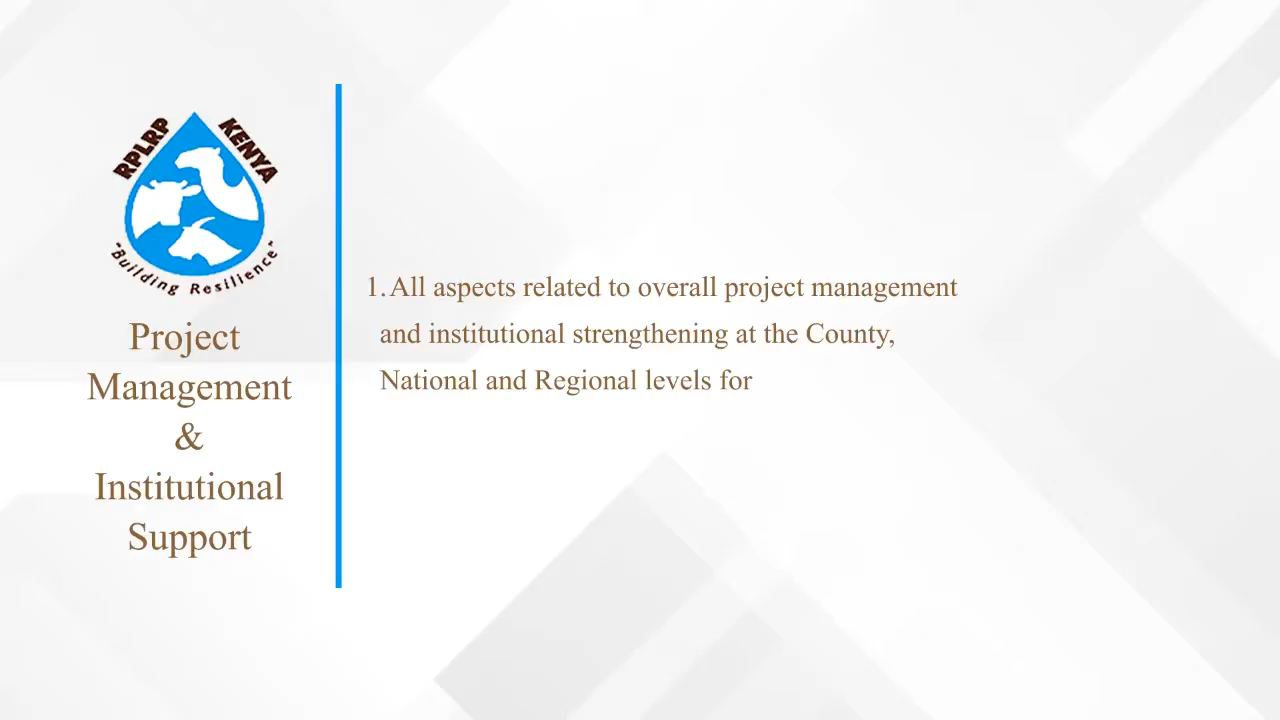 RPLRP KENYA
"Building Resilience"
Project
Management
&
Institutional
Support
1. All aspects related to overall project management
and institutional strengthening at the County,
National and Regional levels for